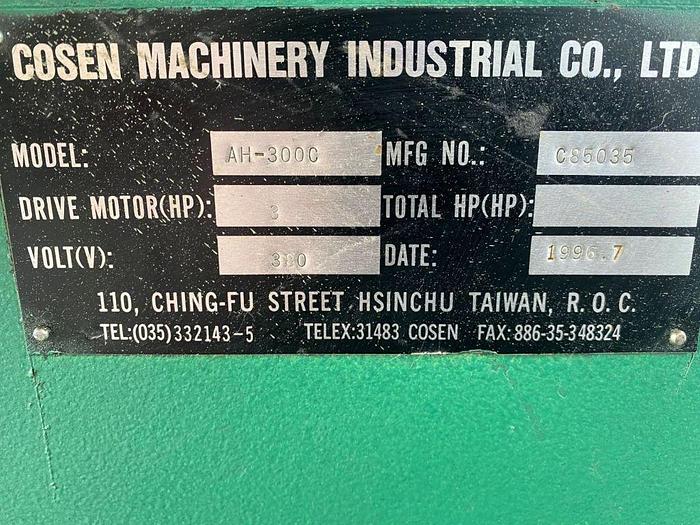 COSEN MACHINERY INDUSTRIAL CO., LTD
MODEL: AH-300C MFG NO.: C85035
DRIVE MOTOR(HP): 3 TOTAL HP(HP):
VOLT(V): 380 DATE: 1996.7
110, CHING-FU STREET HSINCHU TAIWAN, R.O.C.
TEL:(035)332143-5 TELEX:31483 COSEN FAX:886-35-348324